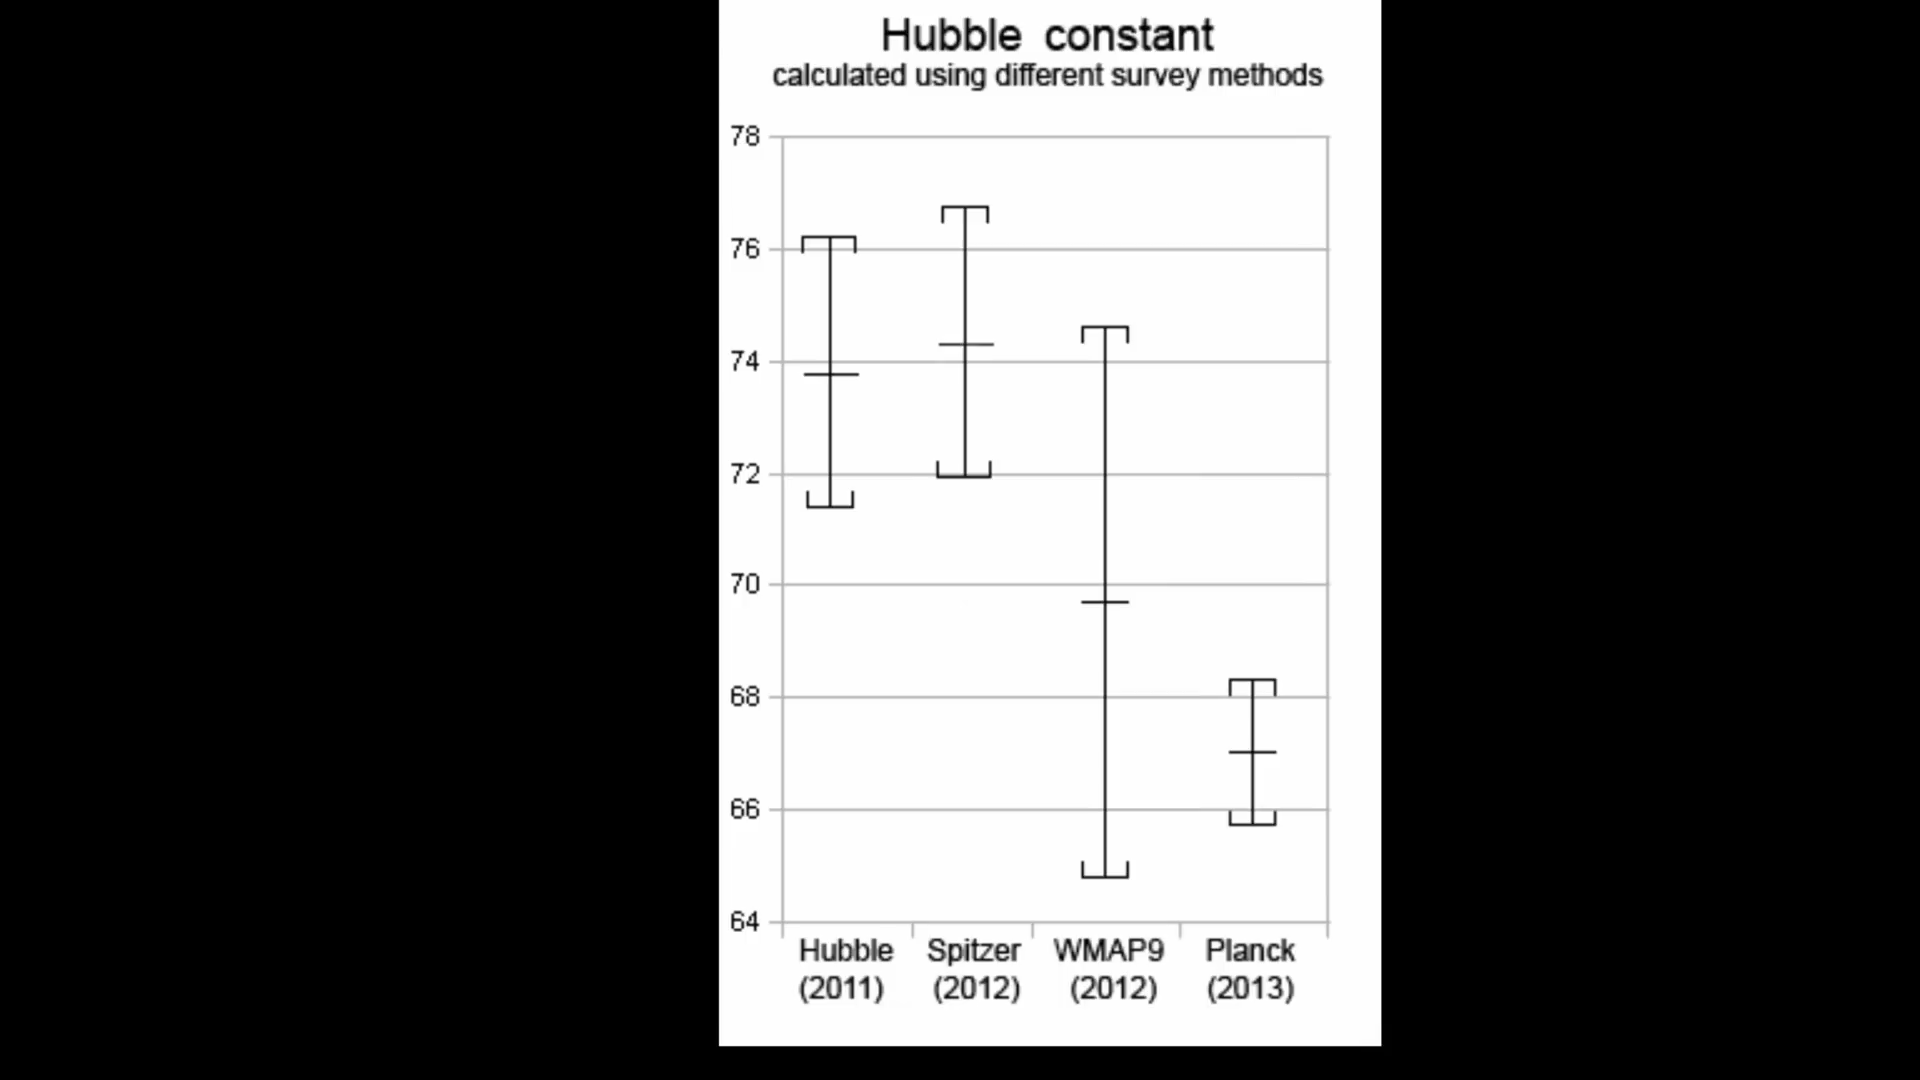 Hubble constant
calculated using different survey methods
78
76
74
72
70
68
66
64
Hubble Spitzer WMAP9 Planck
(2011) (2012) (2012) (2013)